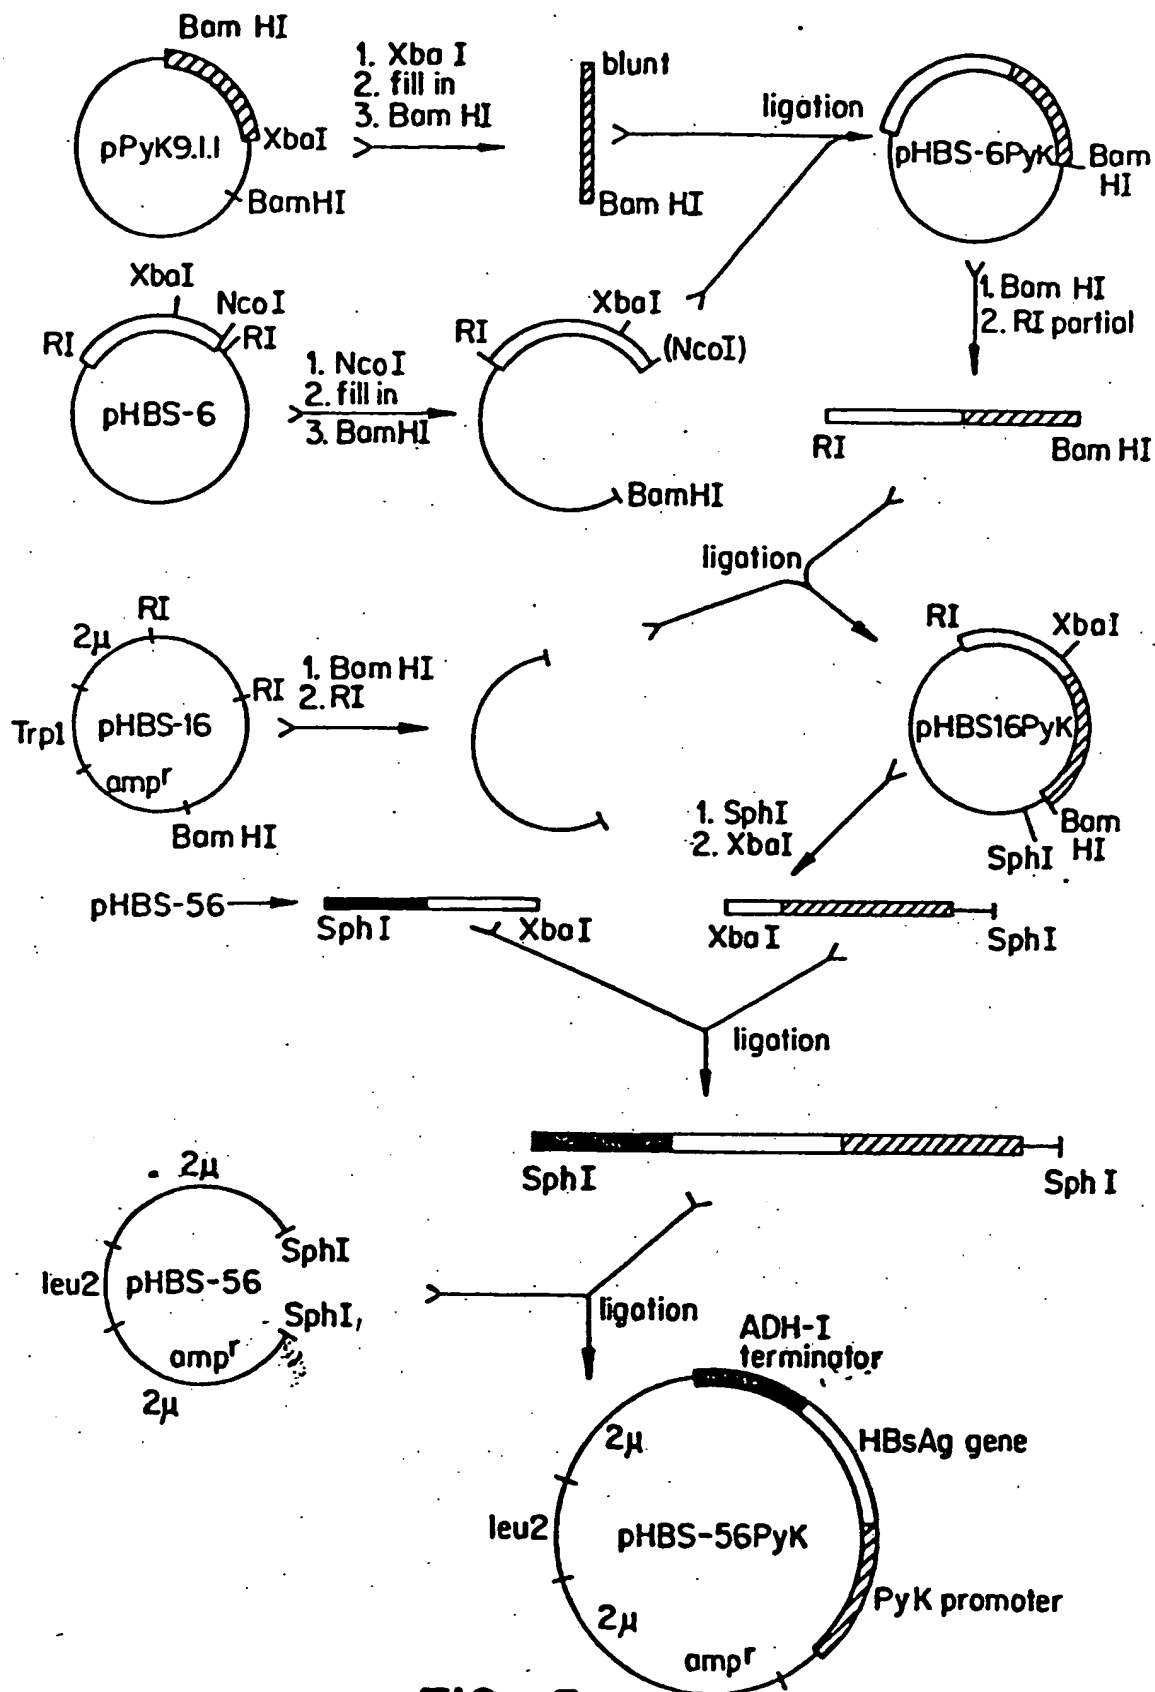 Bam HI
1. Xba I
2. fill in
3. Bam HI
pPyK9.1.1
XbaI
BamHI
blunt
Bam HI
ligation
pHBS-6PyK
Bam
HI
XbaI
NcoI
RI
RI
pHBS-6
1. NcoI
2. fill in
3. BamHI
RI
XbaI
(NcoI)
BamHI
1. Bam HI
2. RI partial
RI
Bam HI
ligation
RI
2μ
RI
Trp1
pHBS-16
ampr
Bam HI
1. Bam HI
2. RI
RI
XbaI
pHBS16PyK
Bam
HI
SphI
1. SphI
2. XbaI
pHBS-56
Sph I
Xba I
Xba I
Sph I
ligation
Sph I
Sph I
2μ
SphI
leu2
pHBS-56
SphI
ampr
2μ
ligation
ADH-I
terminator
HBsAg gene
2μ
leu2
pHBS-56PyK
PyK promoter
2μ
ampr